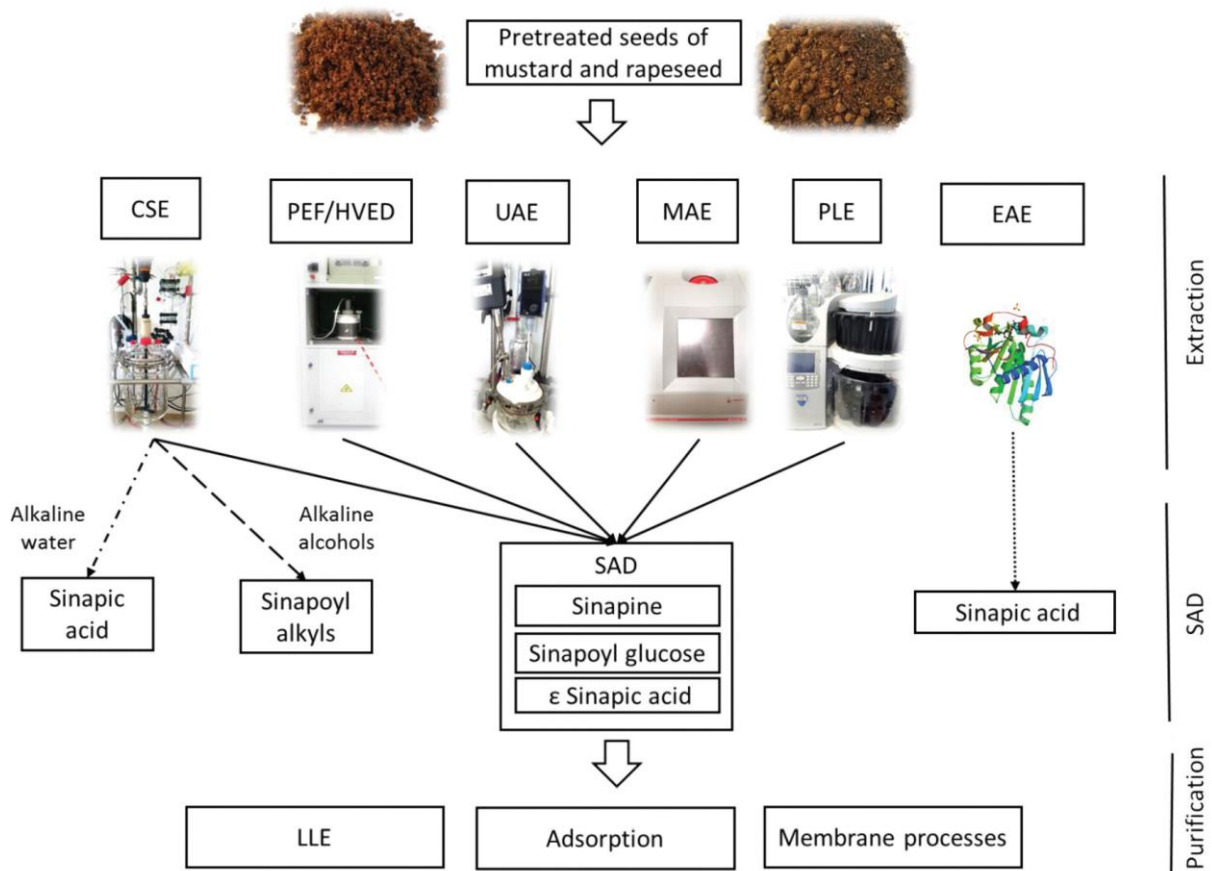 Pretreated seeds of
mustard and rapeseed
CSE
PEF/HVED
UAE
MAE
PLE
EAE
Extraction
Alkaline
water
Alkaline
alcohols
Sinapic
acid
Sinapoyl
alkyls
SAD
Sinapine
Sinapoyl glucose
ε Sinapic acid
Sinapic acid
SAD
LLE
Adsorption
Membrane processes
Purification